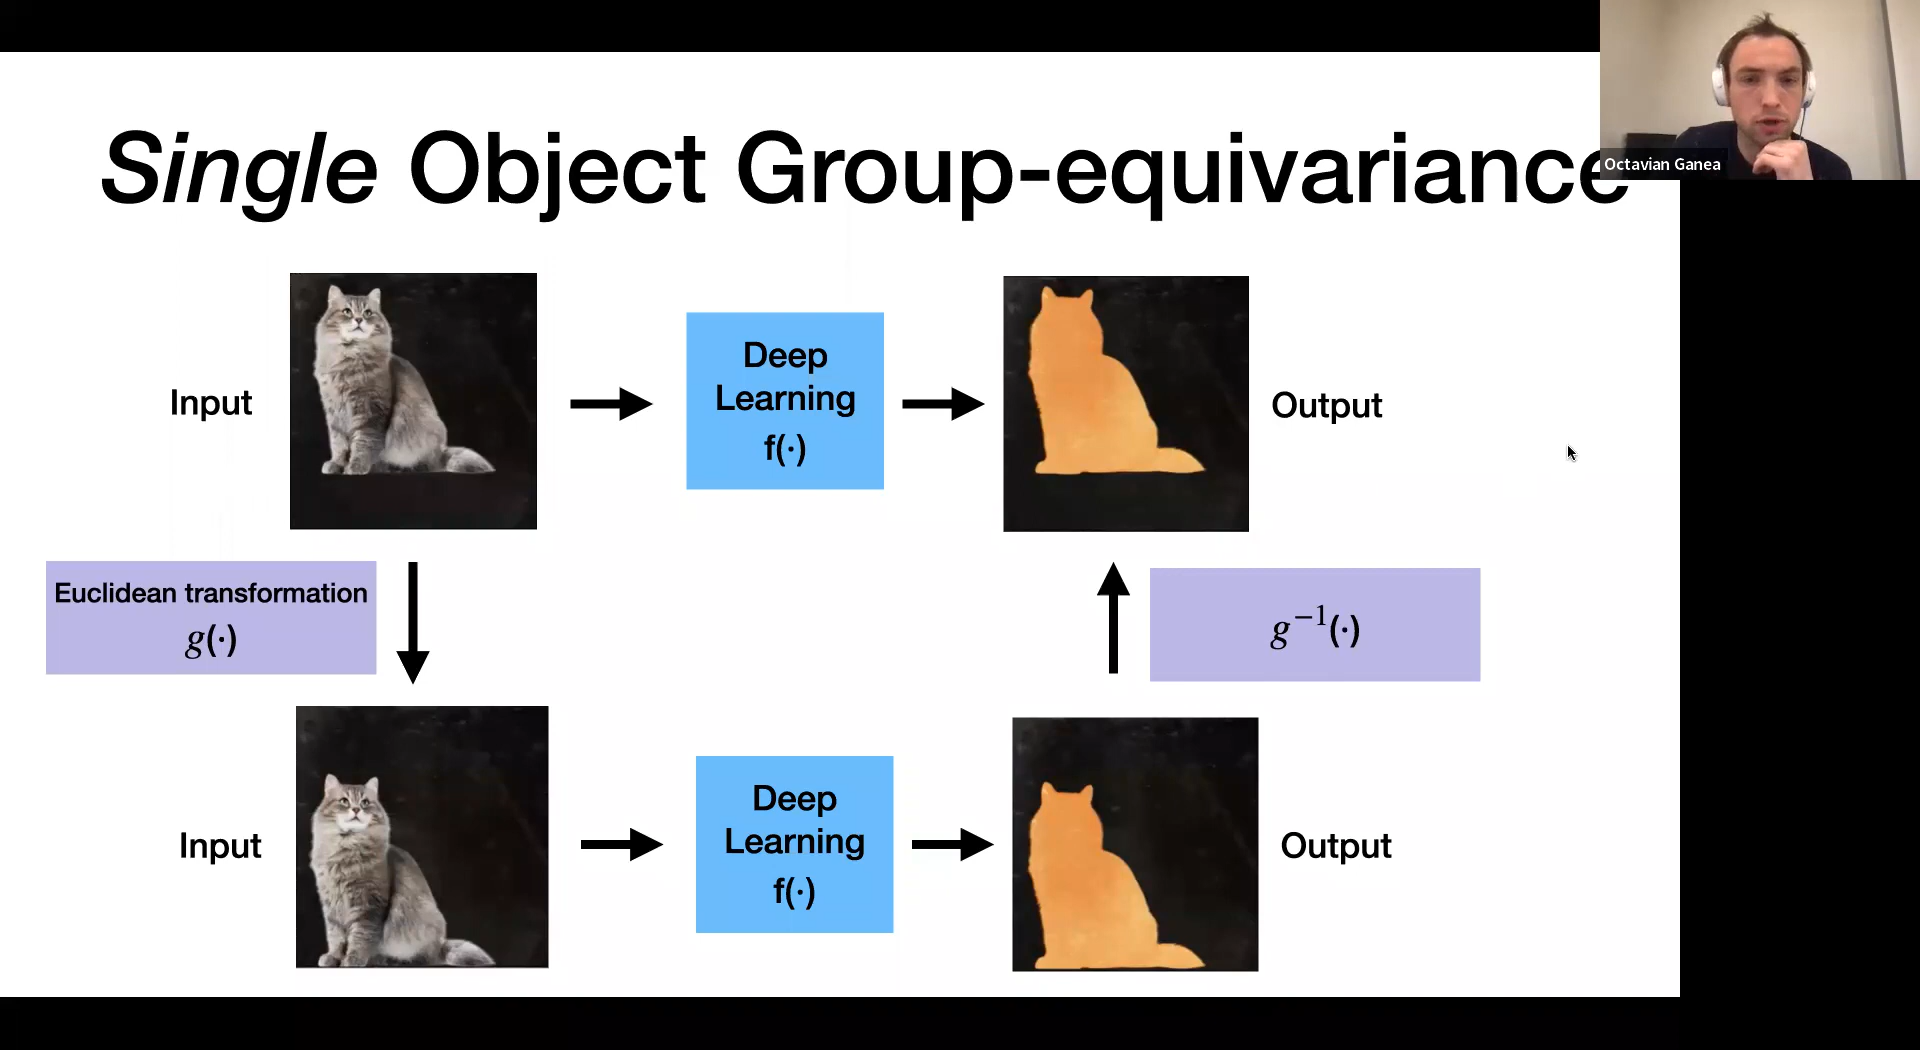 Single Object Group-equivariance
Octavian Ganea
Input
Deep
Learning
f(·)
Output
Euclidean transformation
g(·)
g⁻¹(·)
Input
Deep
Learning
f(·)
Output